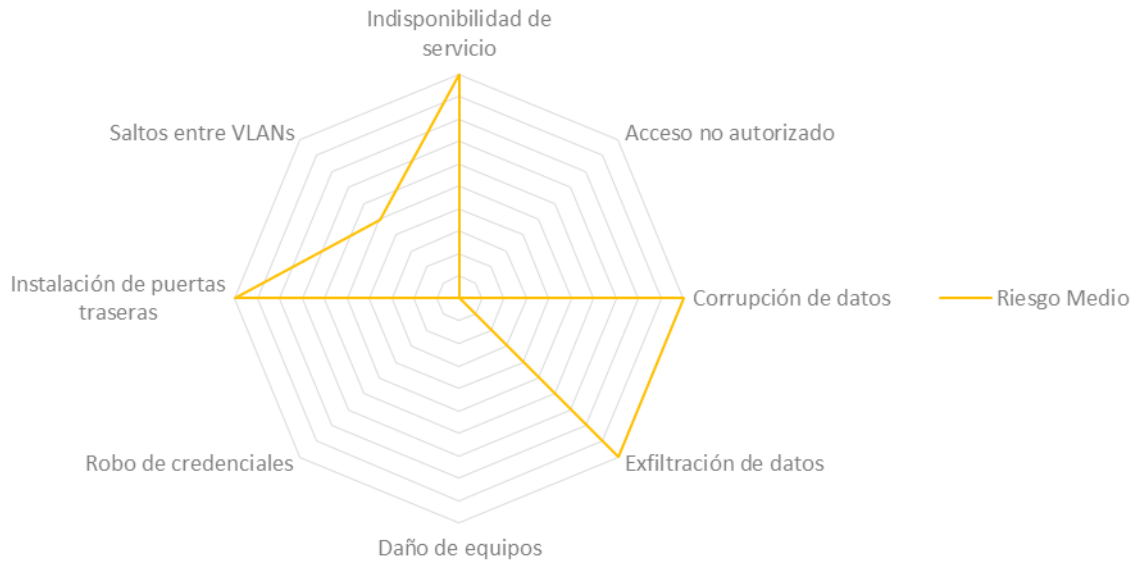 Indisponibilidad de
servicio
Acceso no autorizado
Corrupción de datos
Exfiltración de datos
Daño de equipos
Robo de credenciales
Instalación de puertas
traseras
Saltos entre VLANs
Riesgo Medio